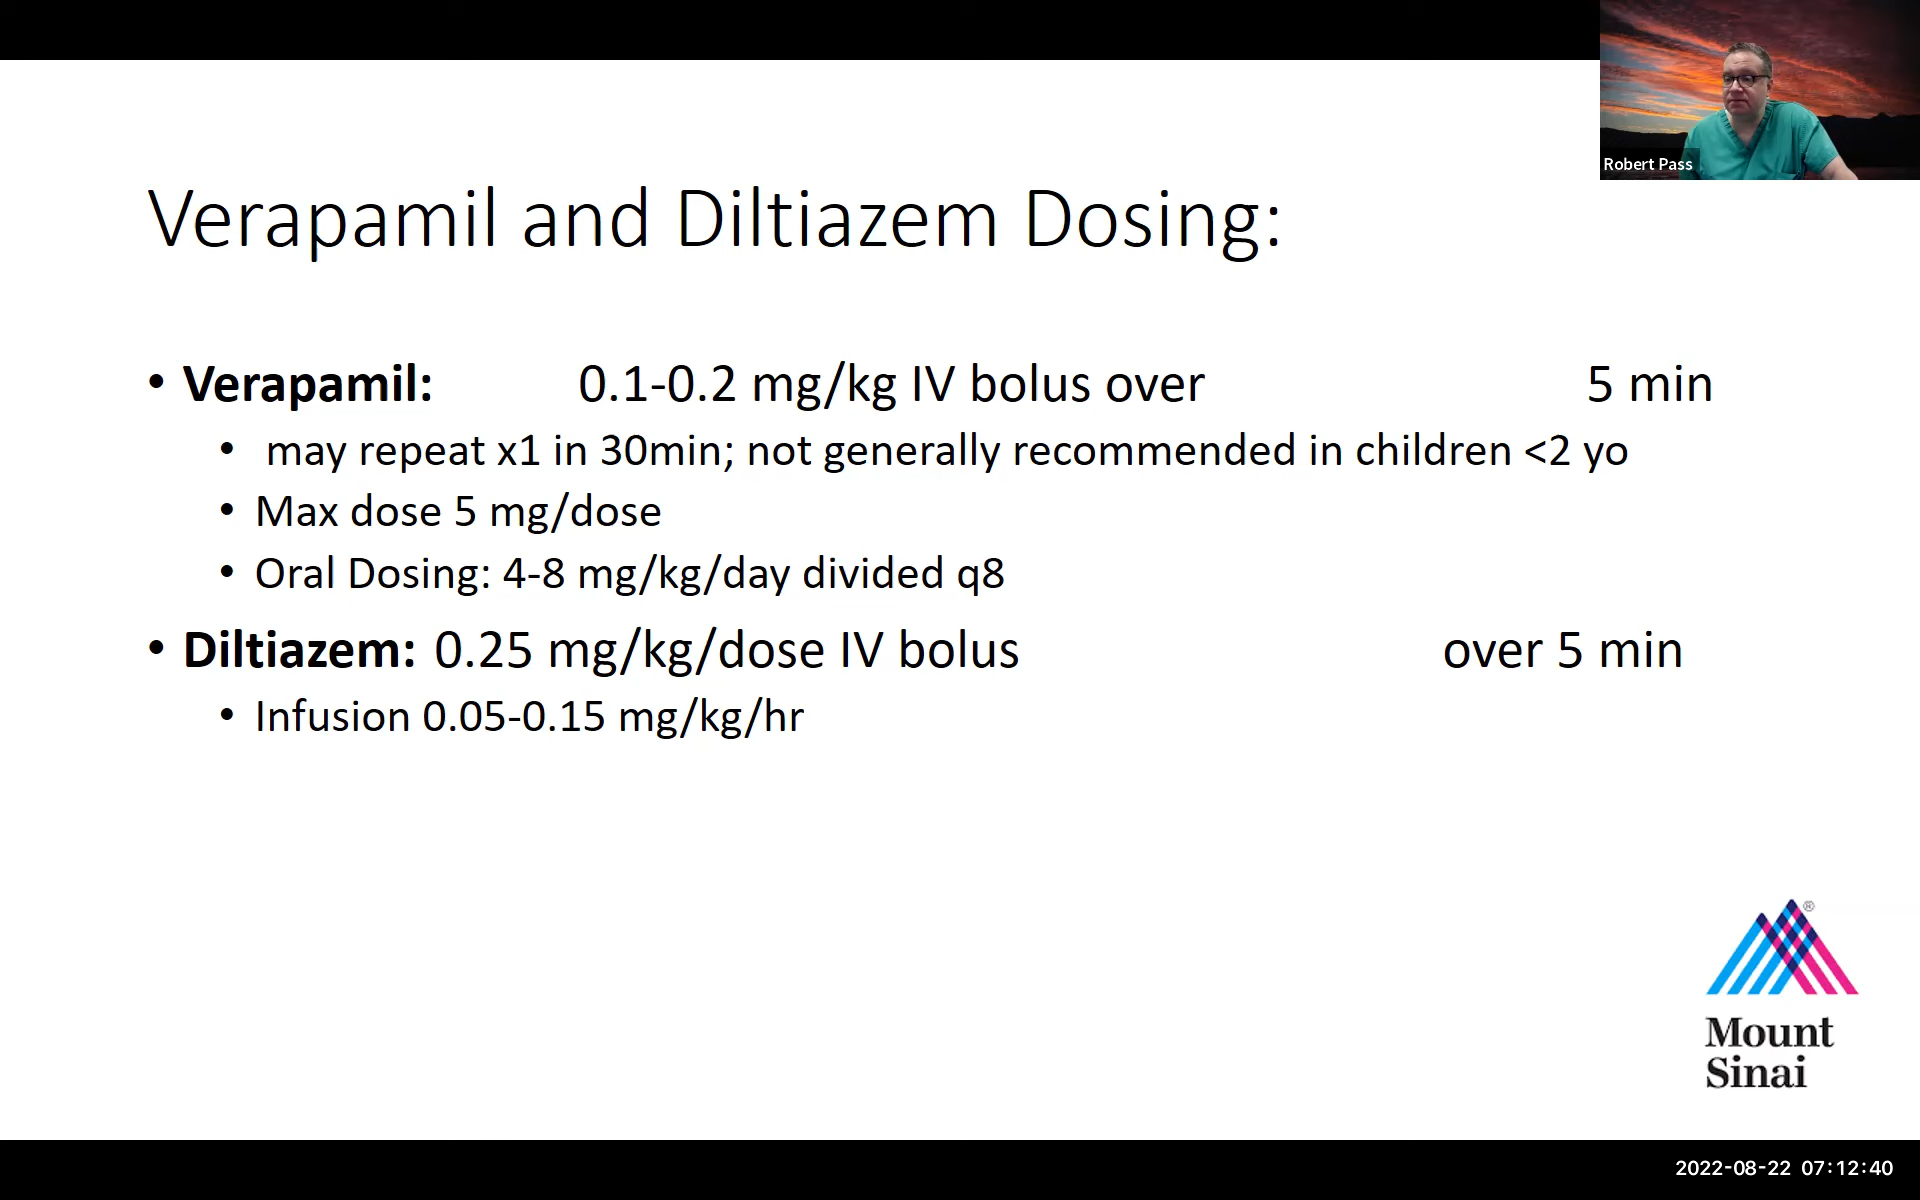 Robert Pass
Verapamil and Diltiazem Dosing:
• Verapamil: 0.1-0.2 mg/kg IV bolus over 5 min
• may repeat x1 in 30min; not generally recommended in children <2 yo
• Max dose 5 mg/dose
• Oral Dosing: 4-8 mg/kg/day divided q8
• Diltiazem: 0.25 mg/kg/dose IV bolus over 5 min
• Infusion 0.05-0.15 mg/kg/hr
®
Mount
Sinai
2022-08-22 07:12:40